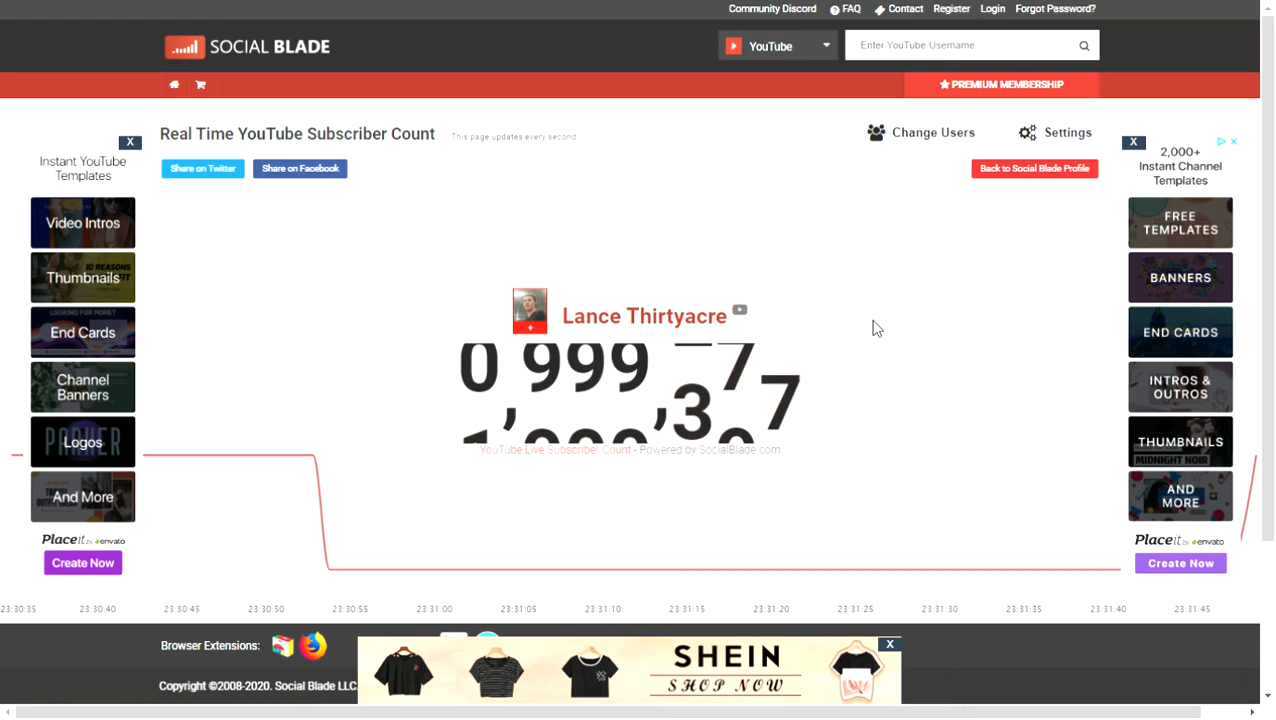 Community Discord FAQ Contact Register Login Forgot Password?
SOCIAL BLADE
YouTube
Enter YouTube Username
PREMIUM MEMBERSHIP
Real Time YouTube Subscriber Count
This page updates every second.
Change Users
Settings
Share on Twitter
Share on Facebook
Back to Social Blade Profile
X
Instant YouTube
Templates
Video Intros
Thumbnails
End Cards
Channel
Banners
Logos
And More
Placeit by envato
Create Now
Lance Thirtyacre
YouTube Live Subscriber Count - Powered by SocialBlade.com
X
2,000+
Instant Channel
Templates
FREE
TEMPLATES
BANNERS
END CARDS
INTROS &
OUTROS
THUMBNAILS
MIDNIGHT NOIR
AND
MORE
Placeit by envato
Create Now
23:30:35 23:30:40 23:30:45 23:30:50 23:30:55 23:31:00 23:31:05 23:31:10 23:31:15 23:31:20 23:31:25 23:31:30 23:31:35 23:31:40 23:31:45
Browser Extensions:
Copyright ©2008-2020. Social Blade LLC
SHEIN
SHOP NOW
X